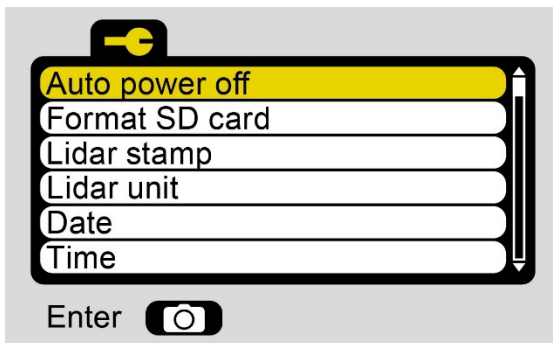 Auto power off
Format SD card
Lidar stamp
Lidar unit
Date
Time
Enter